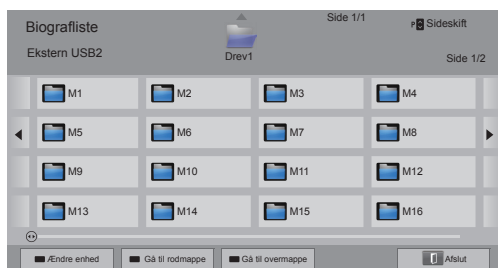 Biografliste
Side 1/1
P Sideskift
Ekstern USB2
Drev1
Side 1/2
M1 M2 M3 M4
M5 M6 M7 M8
M9 M10 M11 M12
M13 M14 M15 M16
Ændre enhed Gå til rodmappe Gå til overmappe Afslut